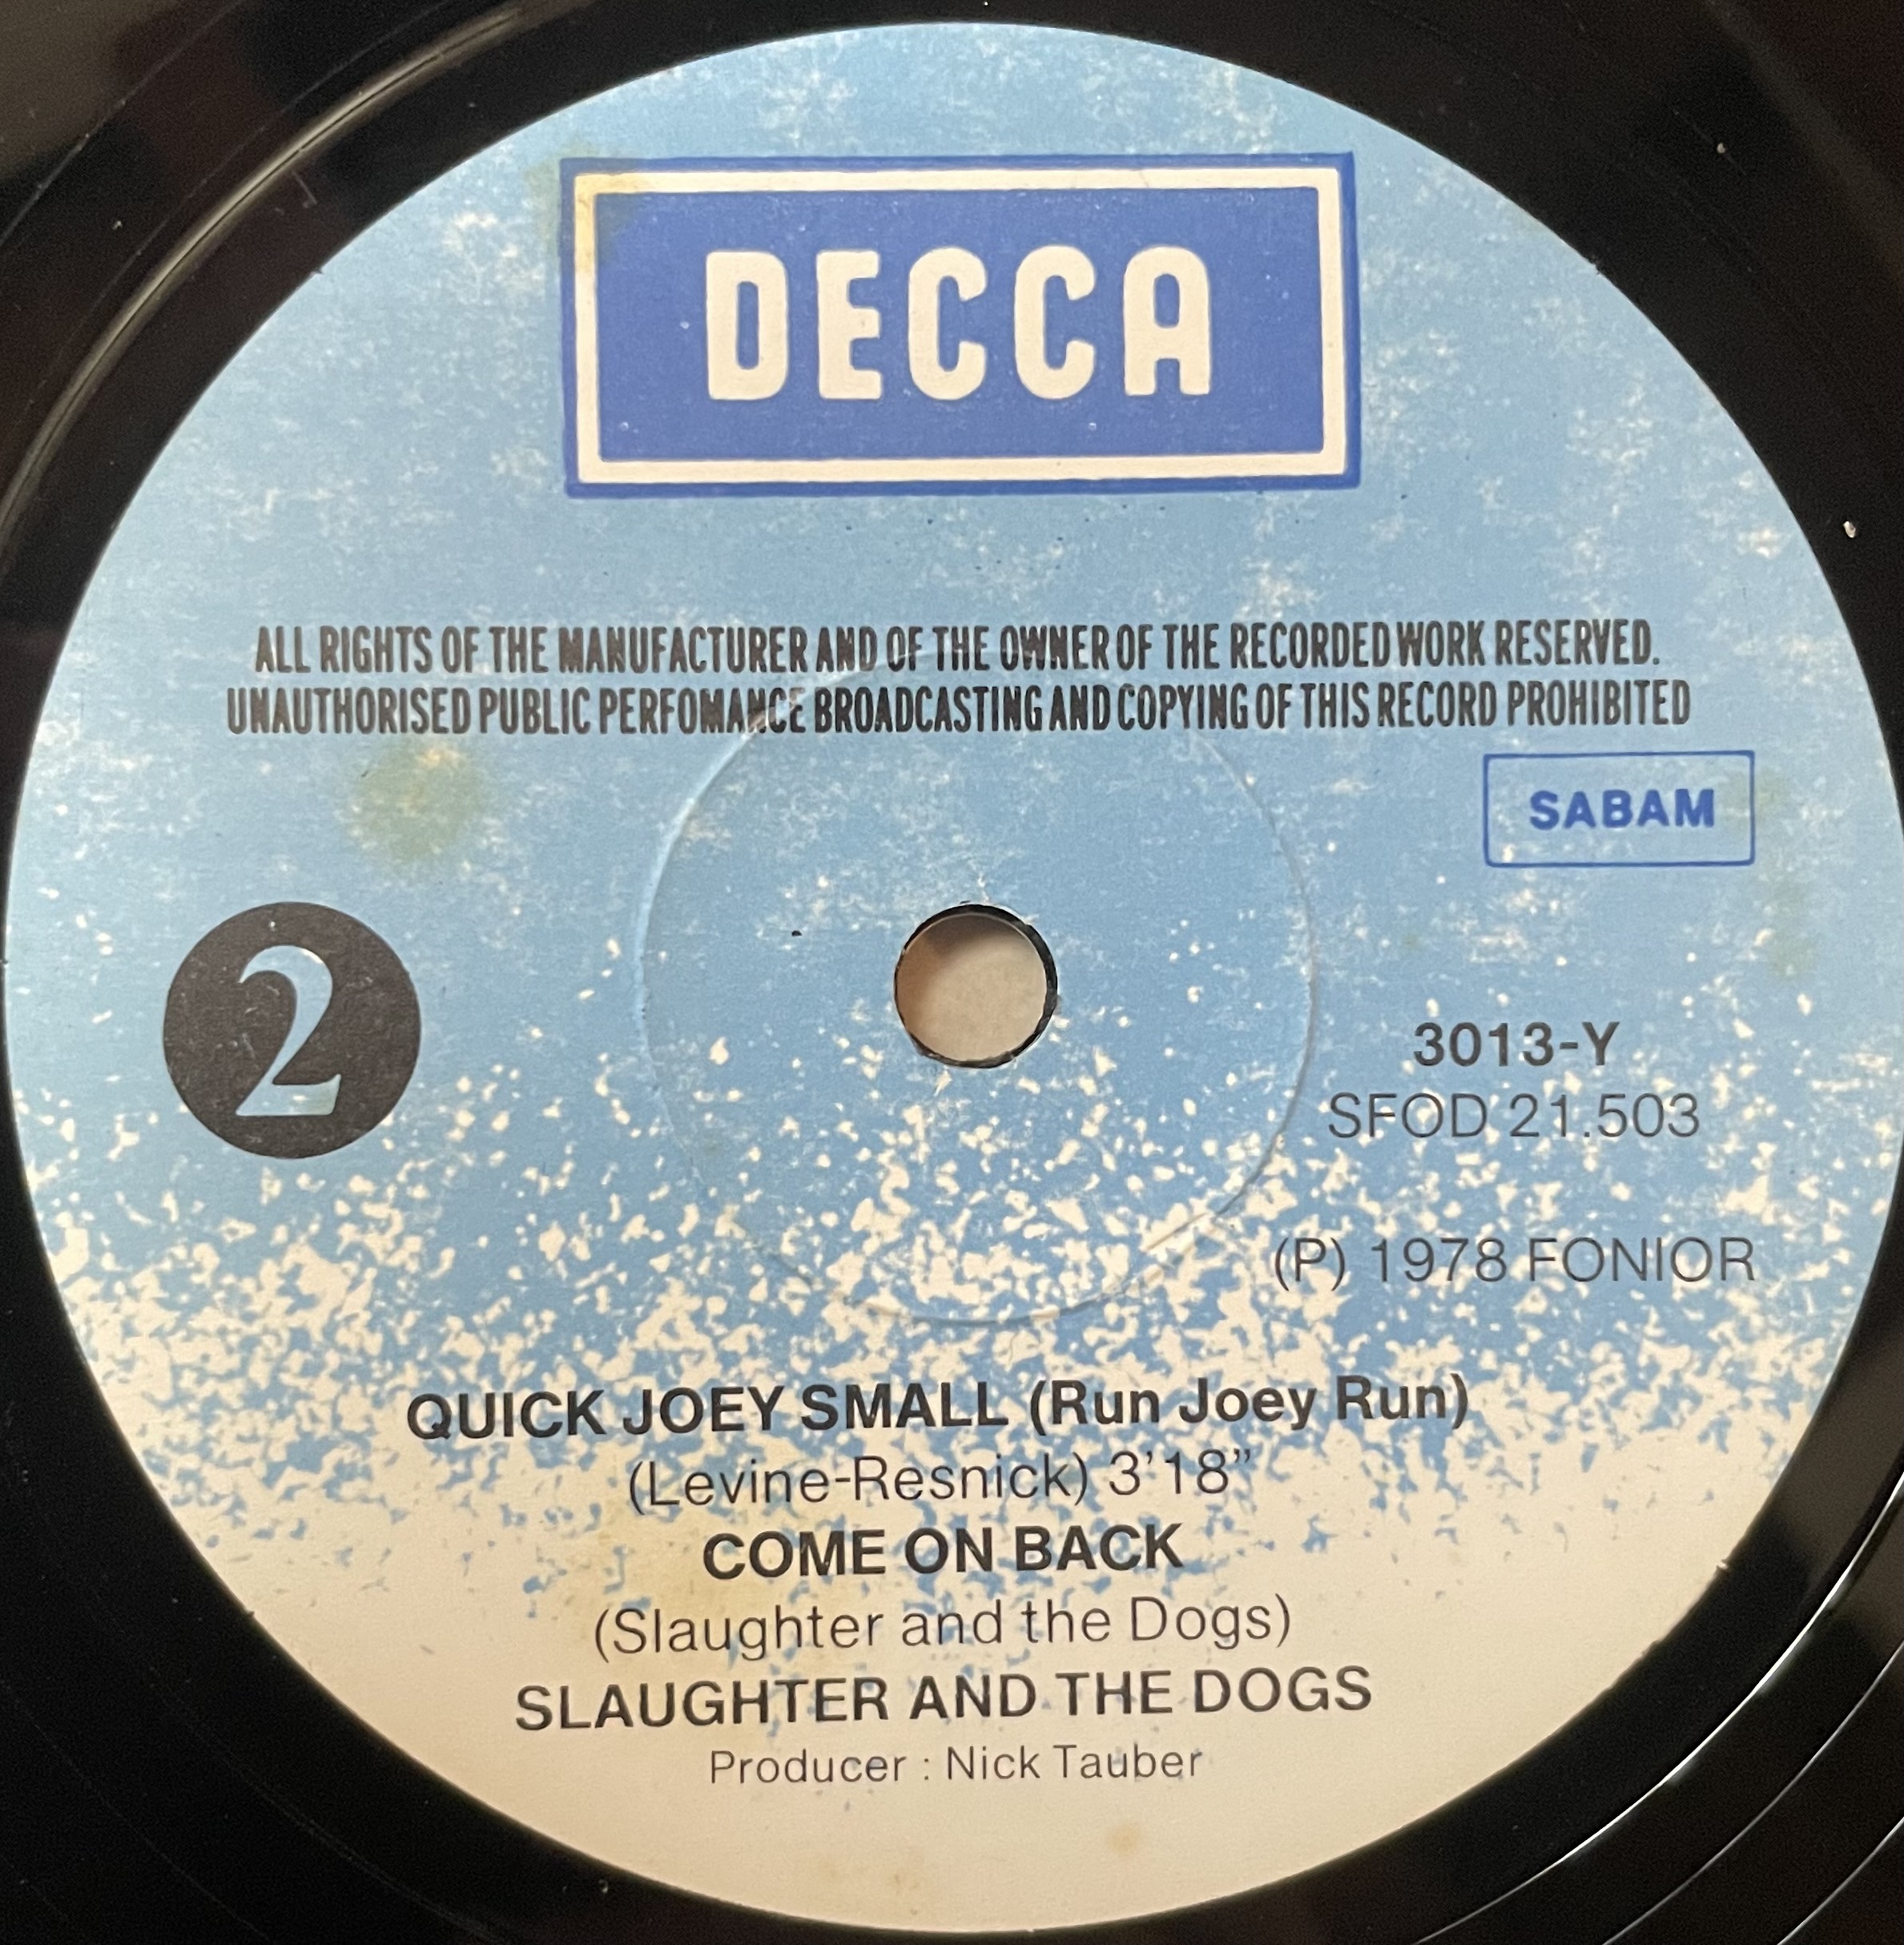 DECCA
ALL RIGHTS OF THE MANUFACTURER AND OF THE OWNER OF THE RECORDED WORK RESERVED.
UNAUTHORISED PUBLIC PERFOMANCE BROADCASTING AND COPYING OF THIS RECORD PROHIBITED
SABAM
2
3013-Y
SFOD 21.503
(P) 1978 FONIOR
QUICK JOEY SMALL (Run Joey Run)
(Levine-Resnick) 3'18”
COME ON BACK
(Slaughter and the Dogs)
SLAUGHTER AND THE DOGS
Producer : Nick Tauber